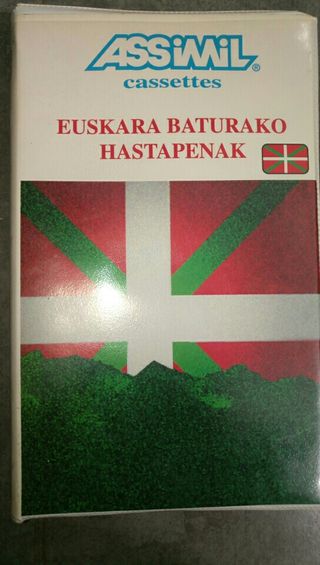 ASSiMiL®
cassettes
EUSKARA BATURAKO
HASTAPENAK